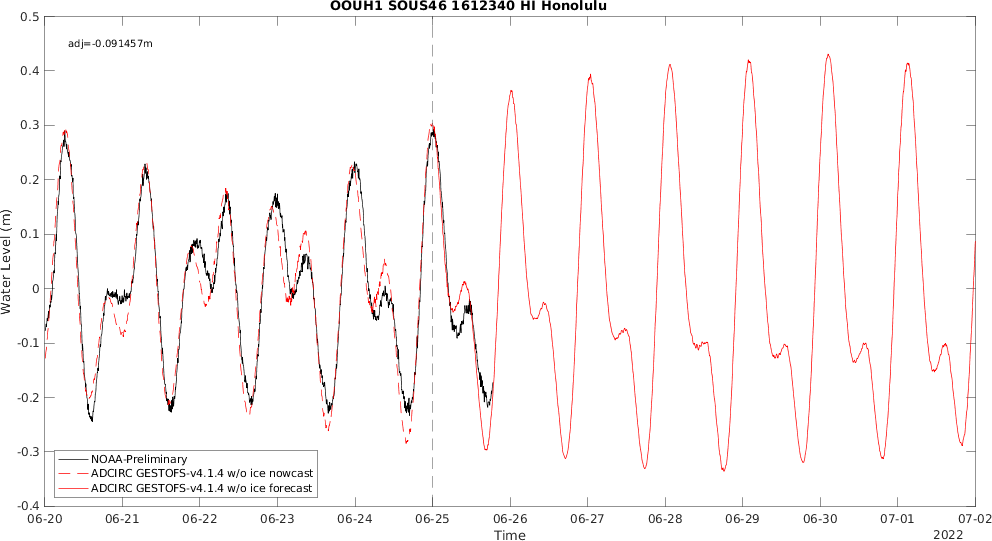 OOUH1 SOUS46 1612340 HI Honolulu
adj=-0.091457m
0.5
0.4
0.3
0.2
0.1
0
-0.1
-0.2
-0.3
-0.4
Water Level (m)
NOAA-Preliminary
ADCIRC GESTOFS-v4.1.4 w/o ice nowcast
ADCIRC GESTOFS-v4.1.4 w/o ice forecast
06-20 06-21 06-22 06-23 06-24 06-25 06-26 06-27 06-28 06-29 06-30 07-01 07-02
Time
2022